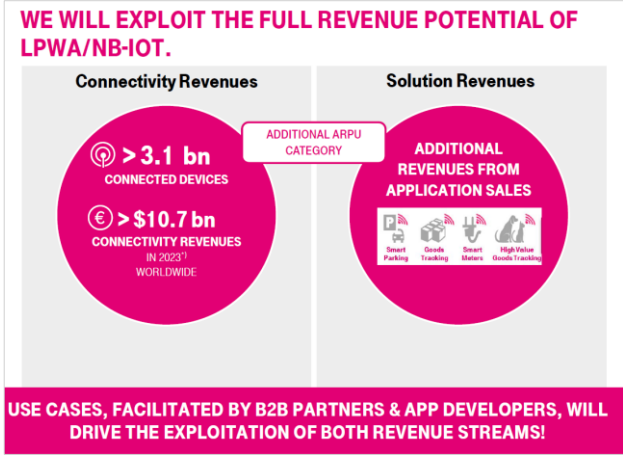 WE WILL EXPLOIT THE FULL REVENUE POTENTIAL OF
LPWA/NB-IOT.
Connectivity Revenues
> 3.1 bn
CONNECTED DEVICES
€ > $10.7 bn
CONNECTIVITY REVENUES
IN 2023*)
WORLDWIDE
ADDITIONAL ARPU
CATEGORY
Solution Revenues
ADDITIONAL
REVENUES FROM
APPLICATION SALES
P
Smart
Parking
Goods
Tracking
Smart
Meters
High Value
Goods Tracking
USE CASES, FACILITATED BY B2B PARTNERS & APP DEVELOPERS, WILL
DRIVE THE EXPLOITATION OF BOTH REVENUE STREAMS!